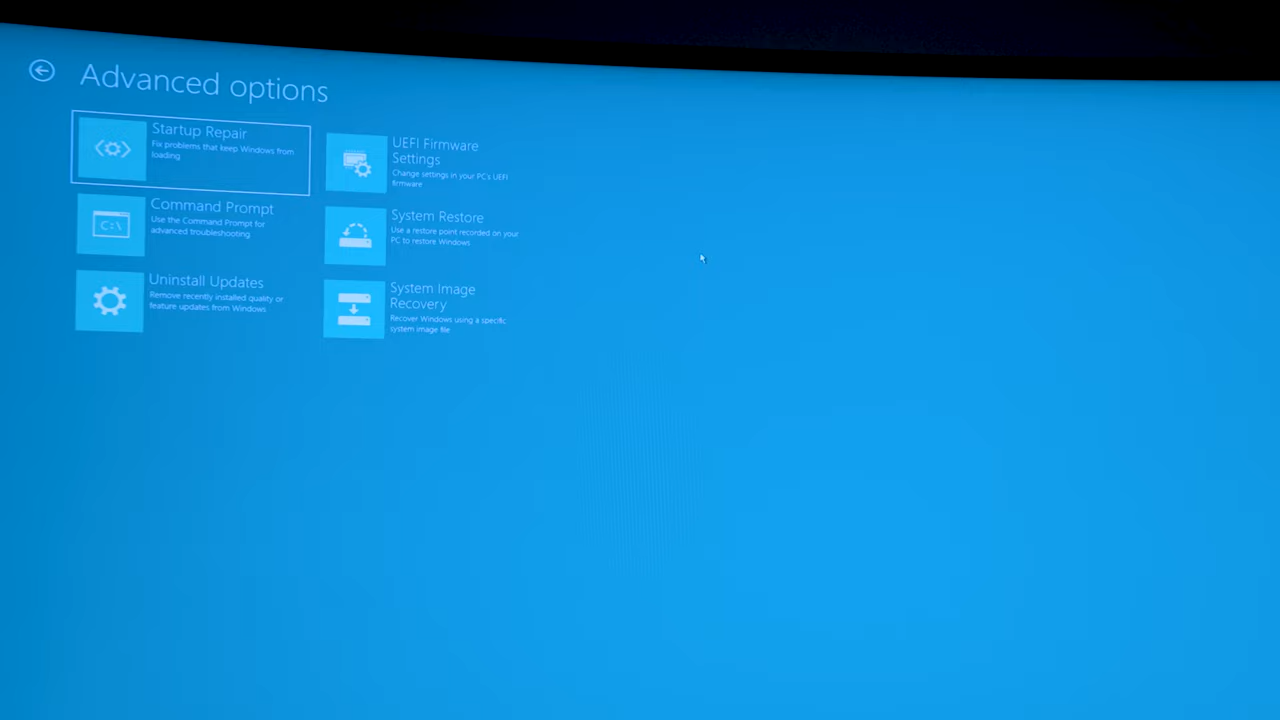 Advanced options
Startup Repair
Fix problems that keep Windows from
loading
Command Prompt
Use the Command Prompt for
advanced troubleshooting
C:\
Uninstall Updates
Remove recently installed quality or
feature updates from Windows
UEFI Firmware
Settings
Change settings in your PC's UEFI
firmware
System Restore
Use a restore point recorded on your
PC to restore Windows
System Image
Recovery
Recover Windows using a specific
system image file